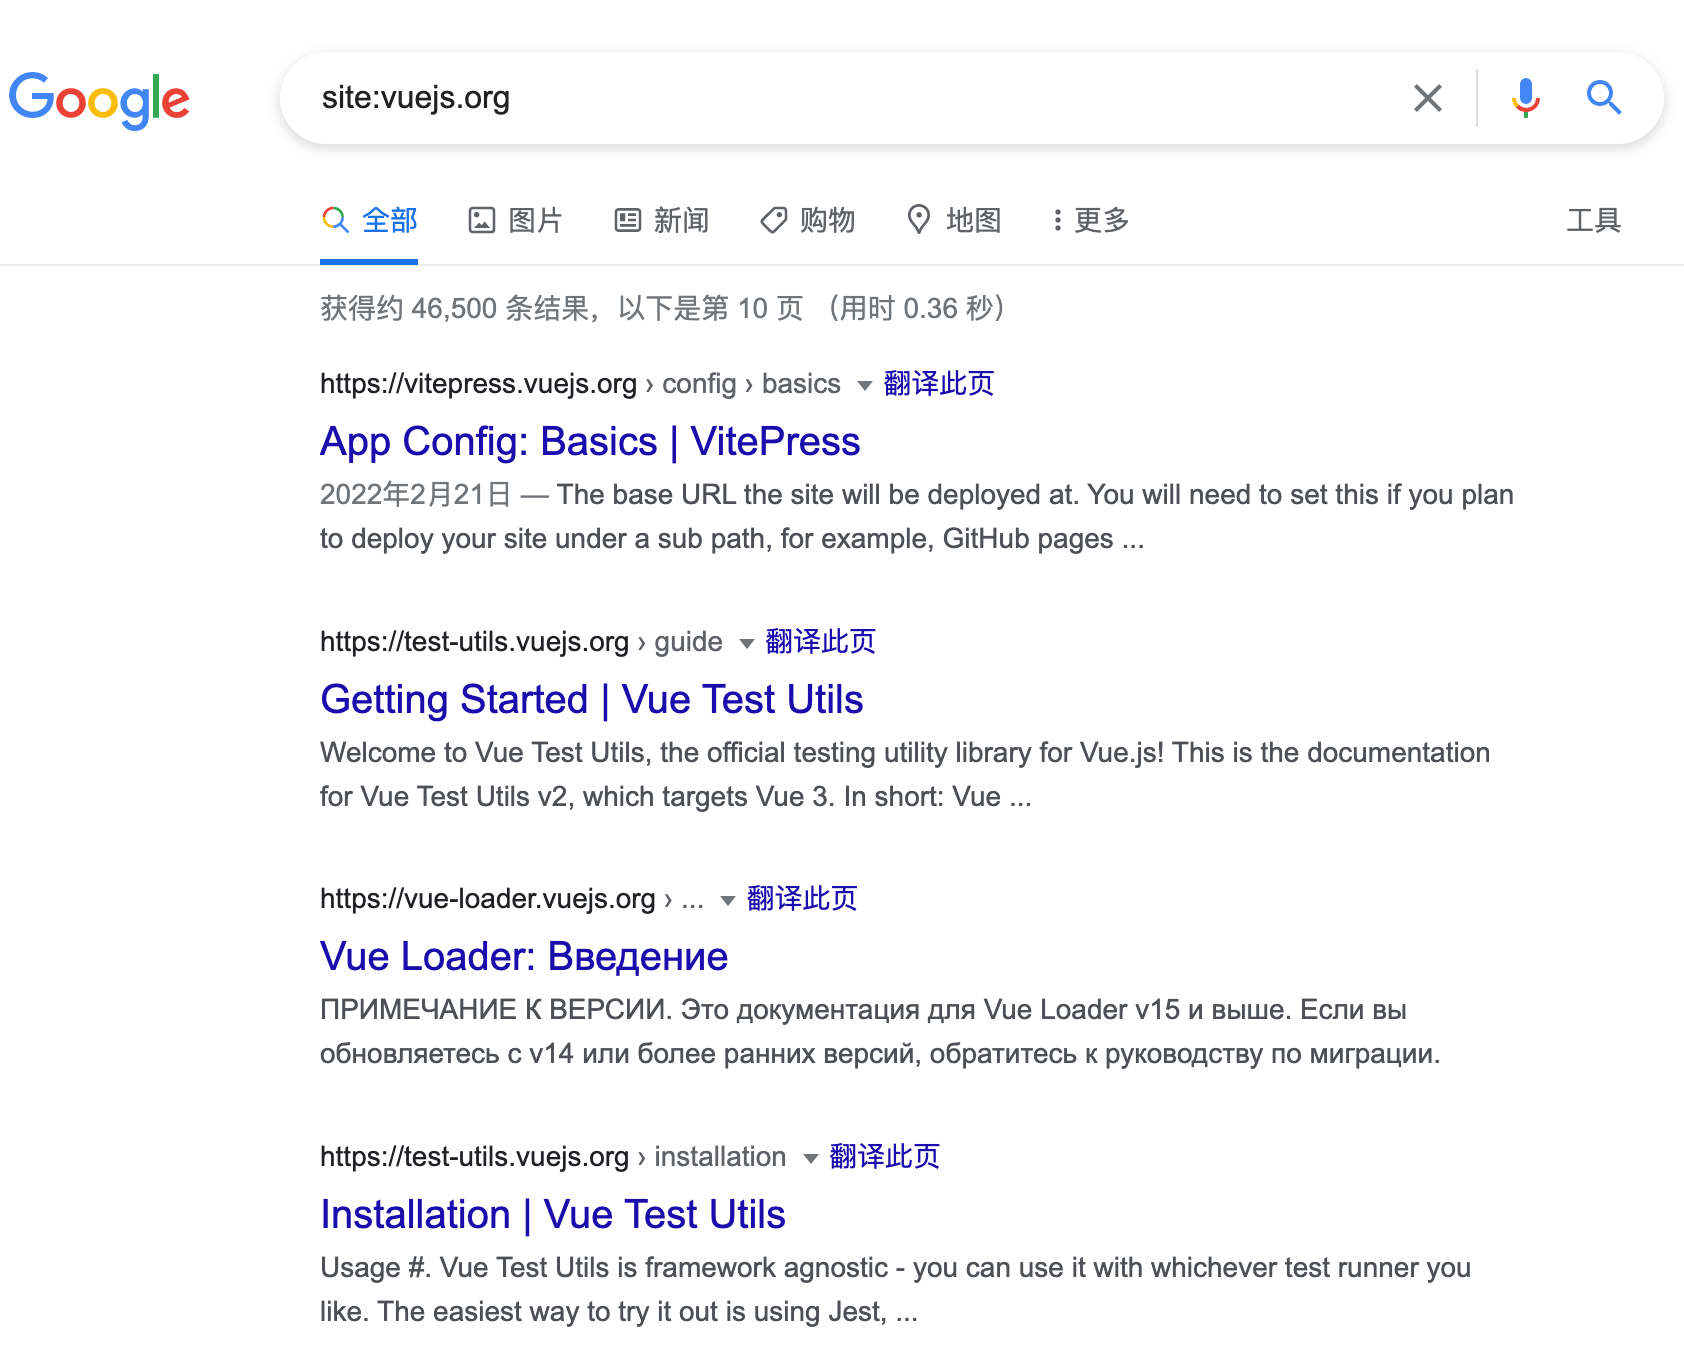 Google
site:vuejs.org
全部 图片 新闻 购物 地图 更多 工具
获得约 46,500 条结果，以下是第 10 页 （用时 0.36 秒）
https://vitepress.vuejs.org › config › basics 翻译此页
App Config: Basics | VitePress
2022年2月21日 — The base URL the site will be deployed at. You will need to set this if you plan
to deploy your site under a sub path, for example, GitHub pages ...
https://test-utils.vuejs.org › guide 翻译此页
Getting Started | Vue Test Utils
Welcome to Vue Test Utils, the official testing utility library for Vue.js! This is the documentation
for Vue Test Utils v2, which targets Vue 3. In short: Vue ...
https://vue-loader.vuejs.org › ... 翻译此页
Vue Loader: Введение
ПРИМЕЧАНИЕ К ВЕРСИИ. Это документация для Vue Loader v15 и выше. Если вы
обновляетесь с v14 или более ранних версий, обратитесь к руководству по миграции.
https://test-utils.vuejs.org › installation 翻译此页
Installation | Vue Test Utils
Usage #. Vue Test Utils is framework agnostic - you can use it with whichever test runner you
like. The easiest way to try it out is using Jest, ...